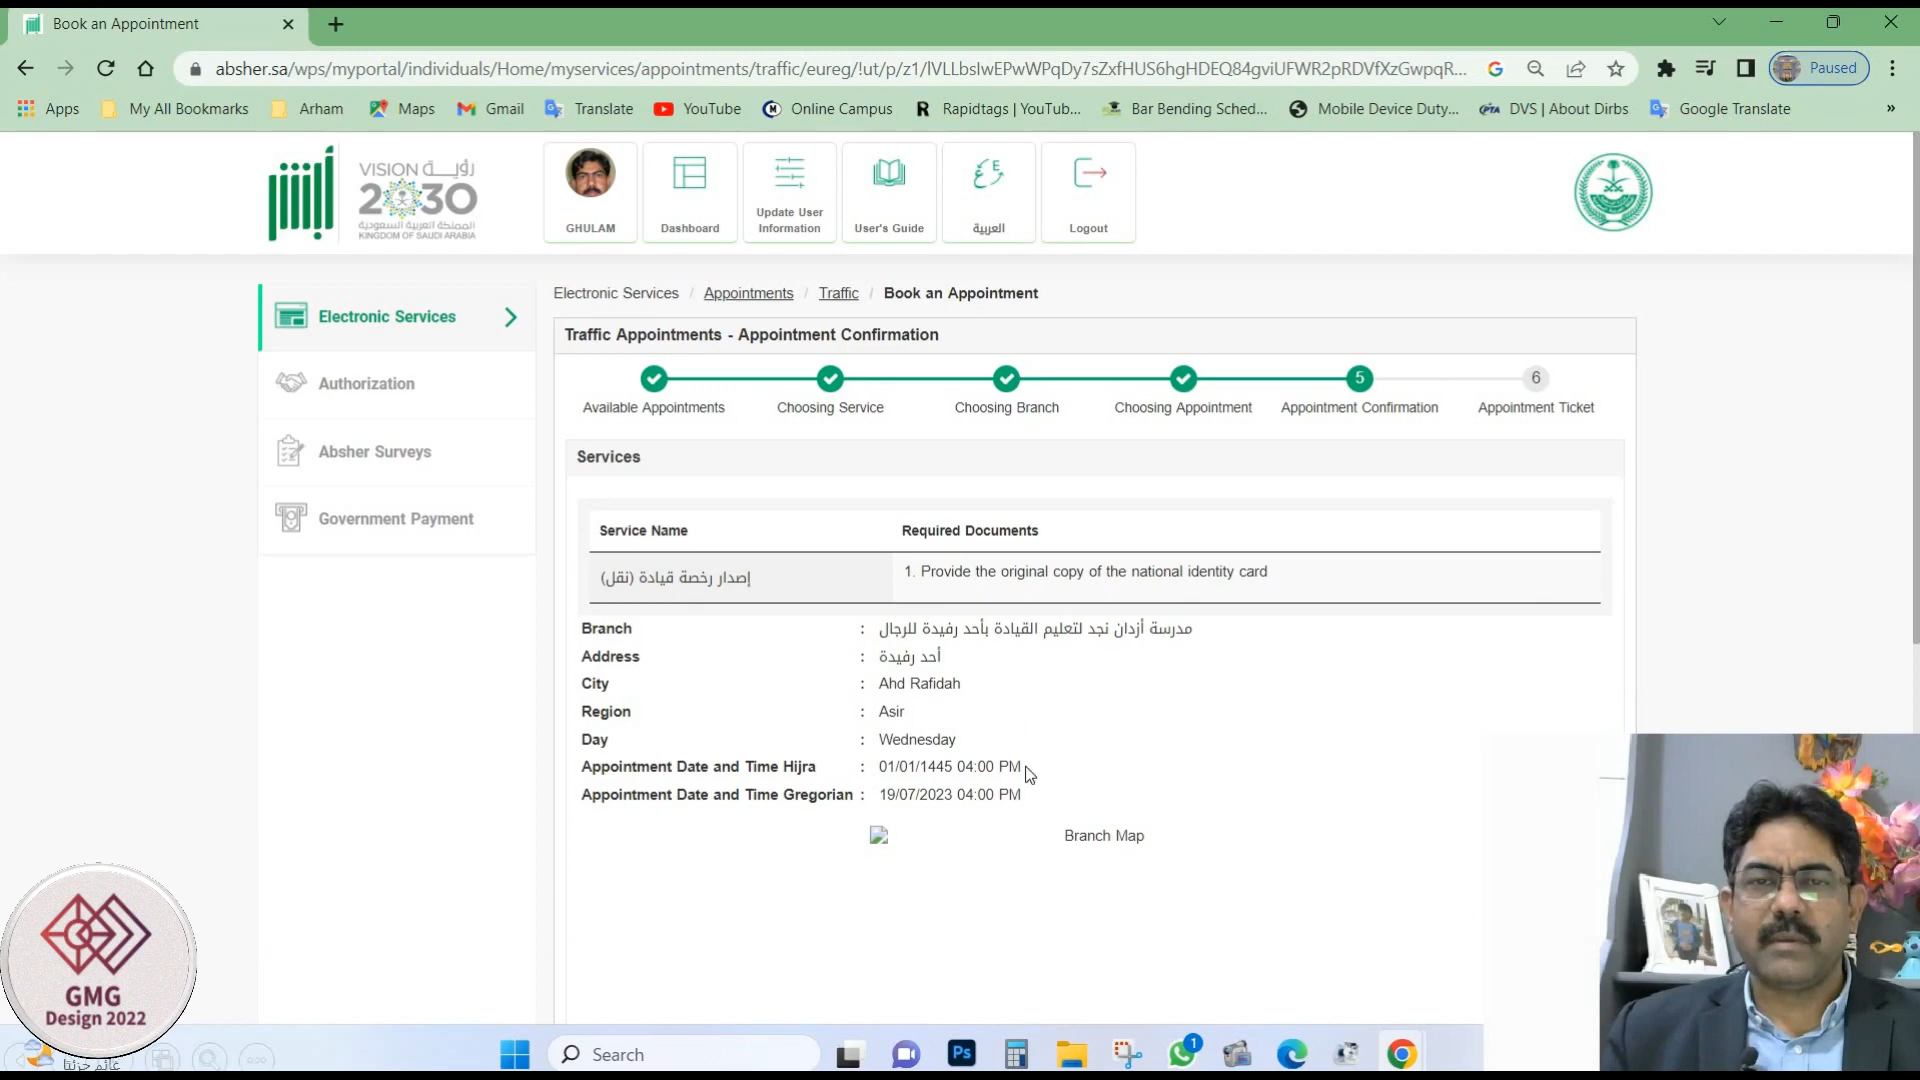 Book an Appointment
absher.sa/wps/myportal/individuals/Home/myservices/appointments/traffic/eureg/!ut/p/z1/lVLLbsIwEPwWPqDy7sZxfHUS6hgHDEQ84gviUFWR2pRDVfXzGwpqR...
Paused
Apps My All Bookmarks Arham Maps Gmail Translate YouTube Online Campus Rapidtags | YouTub... Bar Bending Sched... Mobile Device Duty... DVS | About Dirbs Google Translate »
VISION رؤية
2030
المملكة العربية السعودية
KINGDOM OF SAUDI ARABIA
أبشر
GHULAM
Dashboard
Update User Information
User's Guide
العربية
Logout
Electronic Services
Authorization
Absher Surveys
Government Payment
Electronic Services / Appointments / Traffic / Book an Appointment
Traffic Appointments - Appointment Confirmation
5 6
Available Appointments Choosing Service Choosing Branch Choosing Appointment Appointment Confirmation Appointment Ticket
Services
Service Name Required Documents
إصدار رخصة قيادة (نقل) 1. Provide the original copy of the national identity card
Branch : مدرسة أزدان نجد لتعليم القيادة بأحد رفيدة للرجال
Address : أحد رفيدة
City : Ahd Rafidah
Region : Asir
Day : Wednesday
Appointment Date and Time Hijra : 01/01/1445 04:00 PM
Appointment Date and Time Gregorian : 19/07/2023 04:00 PM
Branch Map
GMG
Design 2022
Search
Ps
1